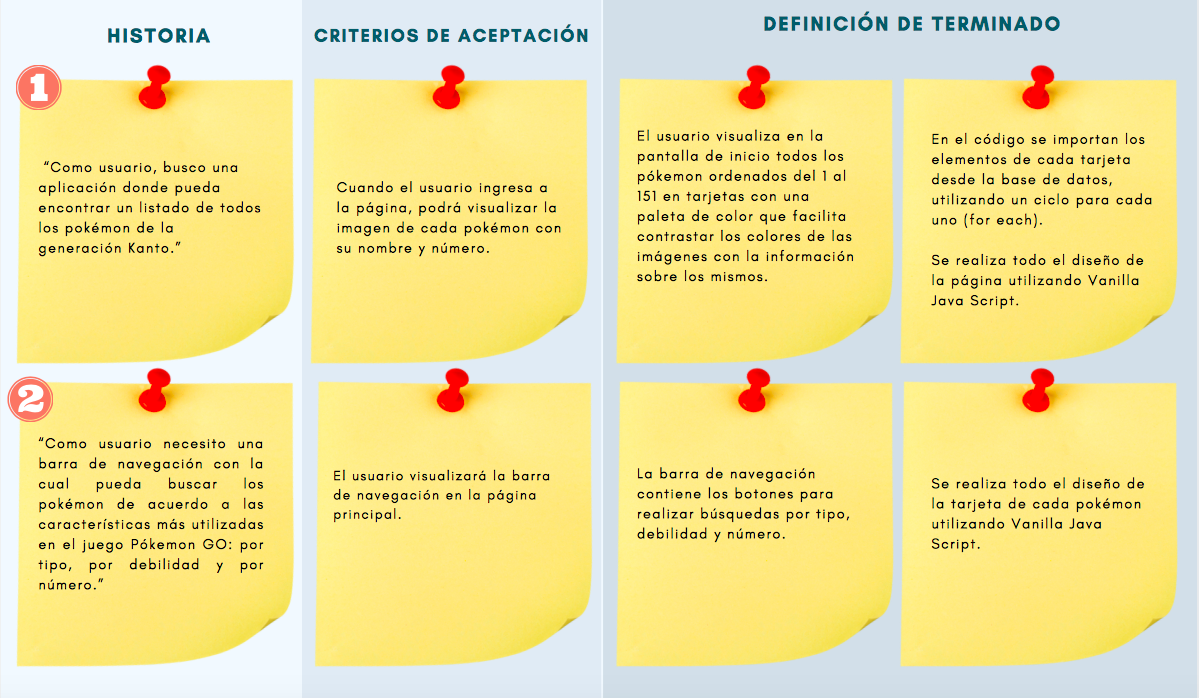 HISTORIA
CRITERIOS DE ACEPTACIÓN
DEFINICIÓN DE TERMINADO
1
“Como usuario, busco una
aplicación donde pueda
encontrar un listado de todos
los pokémon de la
generación Kanto.”
Cuando el usuario ingresa a
la página, podrá visualizar la
imagen de cada pokémon con
su nombre y número.
El usuario visualiza en la
pantalla de inicio todos los
pókemon ordenados del 1 al
151 en tarjetas con una
paleta de color que facilita
contrastar los colores de las
imágenes con la información
sobre los mismos.
En el código se importan los
elementos de cada tarjeta
desde la base de datos,
utilizando un ciclo para cada
uno (for each).
Se realiza todo el diseño de
la página utilizando Vanilla
Java Script.
2
“Como usuario necesito una
barra de navegación con la
cual pueda buscar los
pokémon de acuerdo a las
características más utilizadas
en el juego Pókemon GO: por
tipo, por debilidad y por
número.”
El usuario visualizará la barra
de navegación en la página
principal.
La barra de navegación
contiene los botones para
realizar búsquedas por tipo,
debilidad y número.
Se realiza todo el diseño de
la tarjeta de cada pokémon
utilizando Vanilla Java
Script.